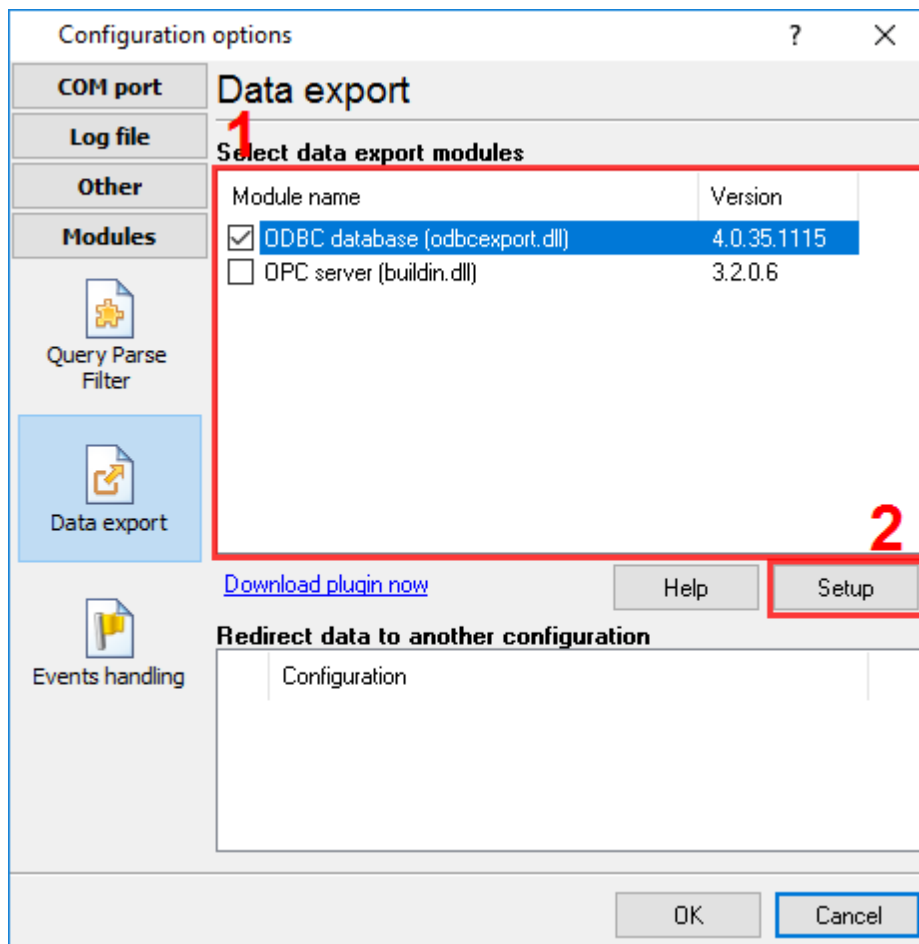 Configuration options ?
COM port
Log file
Other
Modules
Query Parse
Filter
Data export
Events handling
Data export
1
Select data export modules
Module name Version
ODBC database (odbcexport.dll) 4.0.35.1115
OPC server (buildin.dll) 3.2.0.6
2
Download plugin now Help Setup
Redirect data to another configuration
Configuration
OK Cancel